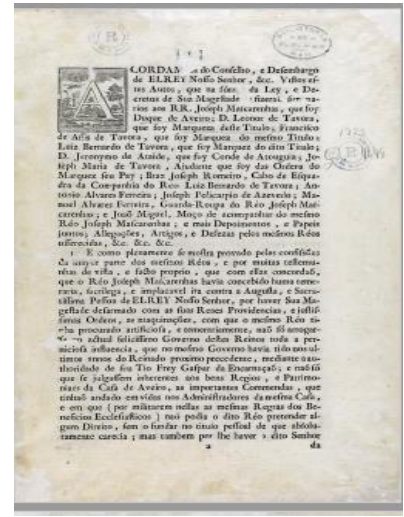 ACORDAM os do Conselho, e Desembargo
de ELREY Nosso Senhor, &c. Vistos es-
tes Autos, que na fórma da Ley, e De-
cretos de Sua Magestade fizeraõ
rios aos RR. Joseph Mascarenhas, que foy
Duque de Aveiro; D. Leonor de Tavora,
que foy Marqueza deste Titulo; Francisco
de Assis de Tavora, que foy Marquez do mesmo Titulo;
Luiz Bernardo de Tavora, que foy Marquez do dito Titulo;
D. Jeronymo de Ataide, que foy Conde de Atouguia; Jo-
seph Maria de Tavora, Ajudante que foy das Ordens do
Marquez seu Pay; Braz Joseph Romeiro, Cabo de Esqua-
dra da Companhia do Reo Luiz Bernardo de Tavora; An-
tonio Alvares Ferreira; Joseph Policarpio de Azevedo; Ma-
noel Alvares Ferreira, Guarda-Roupa do Réo Joseph Mas-
carenhas; e Joaõ Miguel, Moço de acompanhar do mesmo
Réo Joseph Mascarenhas; e mais Depoimentos, e Papeis
juntos; Allegações, Artigos, e Defezas pelos mesmos Réos
offerecidas, &c. &c. &c.
1 E como plenamente se mostra provado pelas confissões
da mayor parte dos mesmos Réos, e por muitas testemu-
nhas de vista, e facto proprio, que com ellas concordaõ,
que o Réo Joseph Mascarenhas havia concebido huma teme-
raria, sacrilega, e implacavel ira contra a Augusta, e Sacra-
tissima Pessoa de ELREY Nosso Senhor, por haver Sua Ma-
gestade desarmado com as suas Reaes Providencias, e justis-
simas Ordens, as maquinações, com que o mesmo Réo ti-
nha procurado artificiosa, e temerariamente, naõ só arrogar-
actual felicissimo Governo destes Reinos toda a per-
niciosa influencia, que no mesmo Governo havia tido nos ul-
timos annos do Reinado proximo precedente, mediante a au-
thoridade de seu Tio Frey Gaspar da Encarnaçaõ; e naõ só
que se julgassem inherentes aos bens Regios, e Patrimo-
niaes da Casa de Aveiro, as importantes Commendas, que
tinhaõ andado em vidas nos Administradores da mesma Casa,
e em que (por militarem nellas as mesmas Regras dos Be-
neficios Ecclesiasticos) naõ podia o dito Réo pretender al-
gum Direito, sem o fundar no titulo pessoal de que abso-
lutamente carecia; mas tambem por lhe haver o dito Senhor
a
da